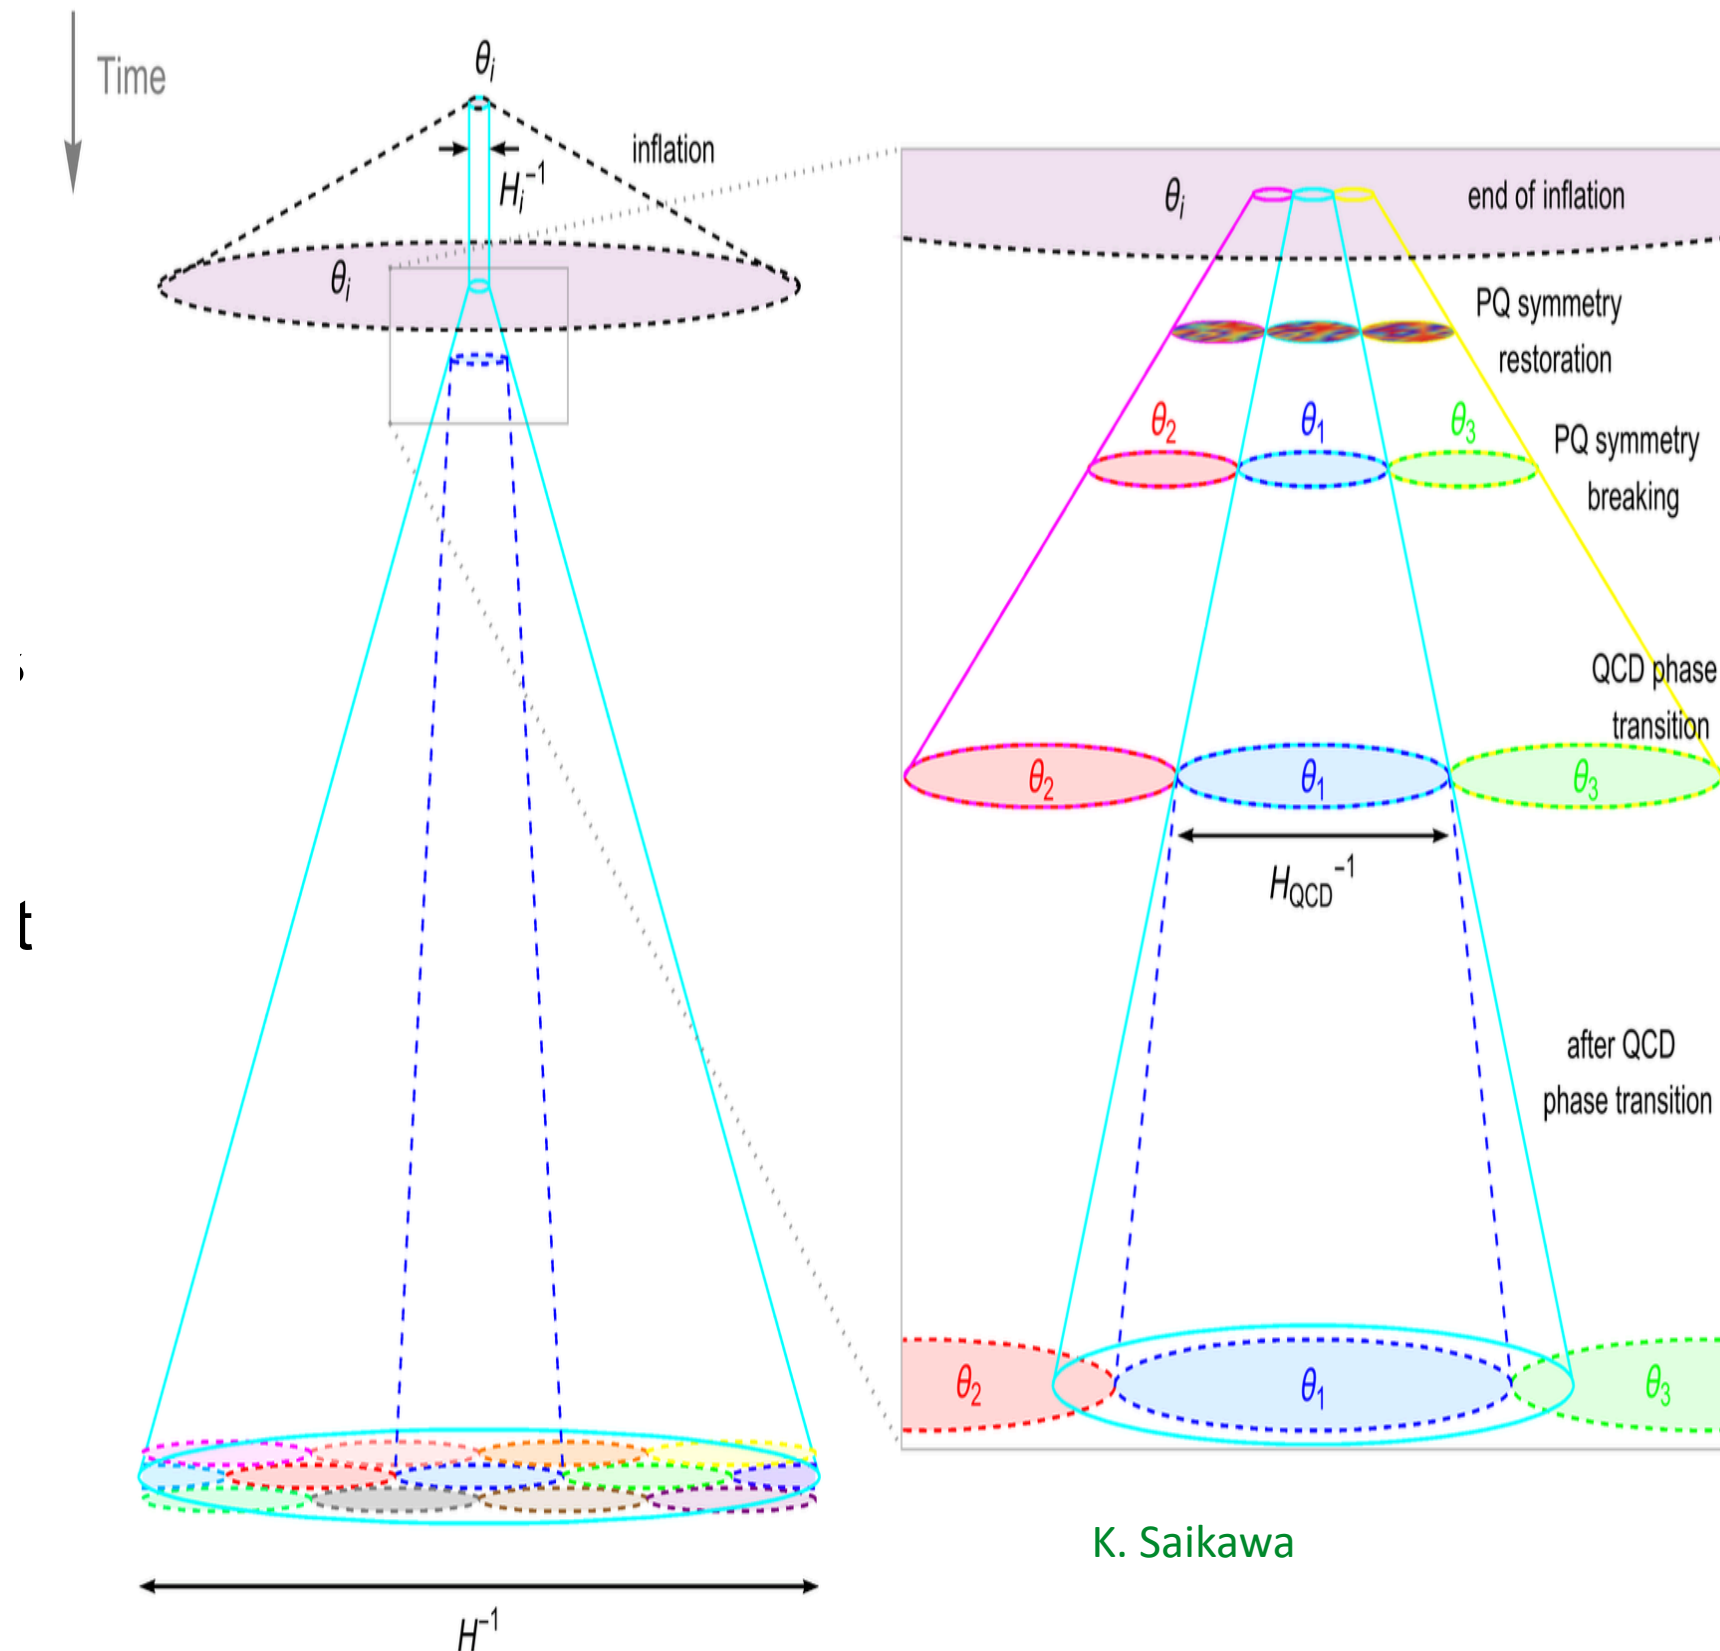 Time
θi
inflation
Hi−1
θi
t
H−1
θi
end of inflation
PQ symmetry
restoration
θ2
θ1
θ3
PQ symmetry
breaking
QCD phase
transition
θ2
θ1
θ3
HQCD−1
after QCD
phase transition
θ2
θ1
θ3
K. Saikawa